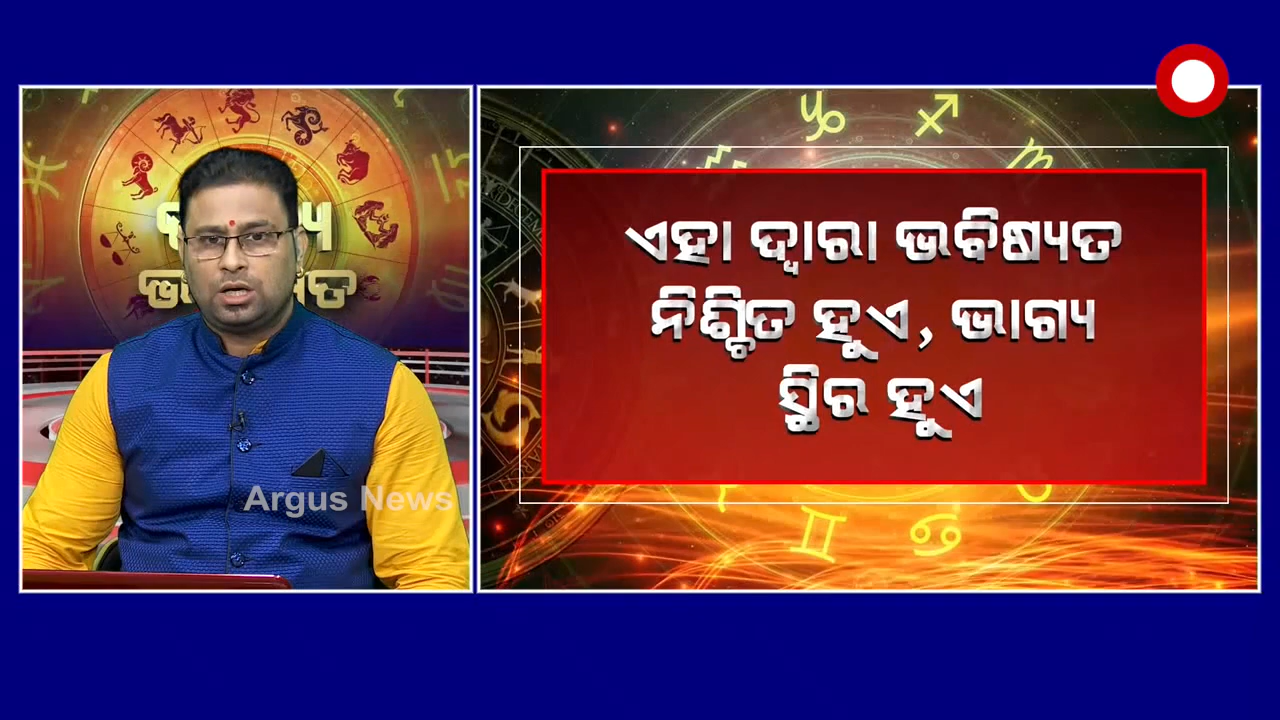 ଏହା ଦ୍ୱାରା ଭବିଷ୍ୟତ
ନିଶ୍ଚିତ ହୁଏ, ଭାଗ୍ୟ
ସ୍ଥିର ହୁଏ
Argus News